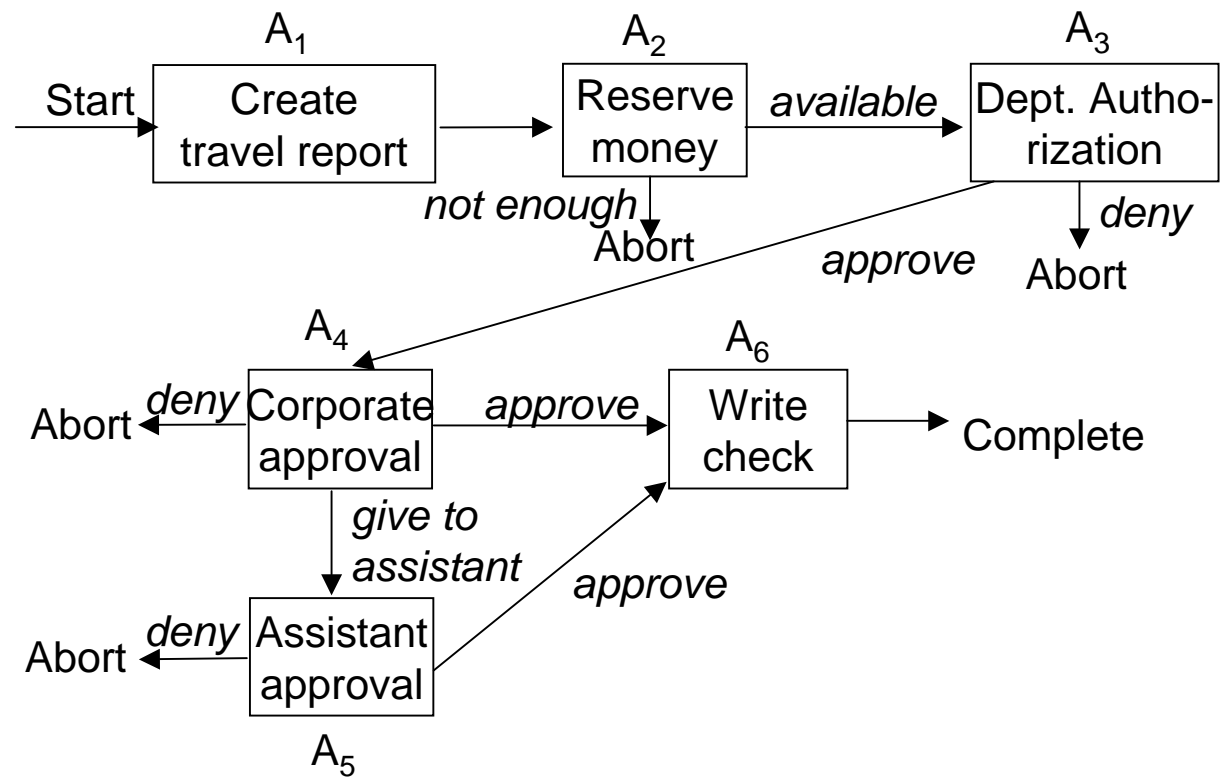 A₁
A₂
A₃
Start
Create
travel report
Reserve
money
available
Dept. Autho-
rization
not enough
Abort
approve
deny
Abort
A₄
A₆
Abort
deny
Corporate
approval
approve
Write
check
Complete
give to
assistant
approve
Abort
deny
Assistant
approval
A₅